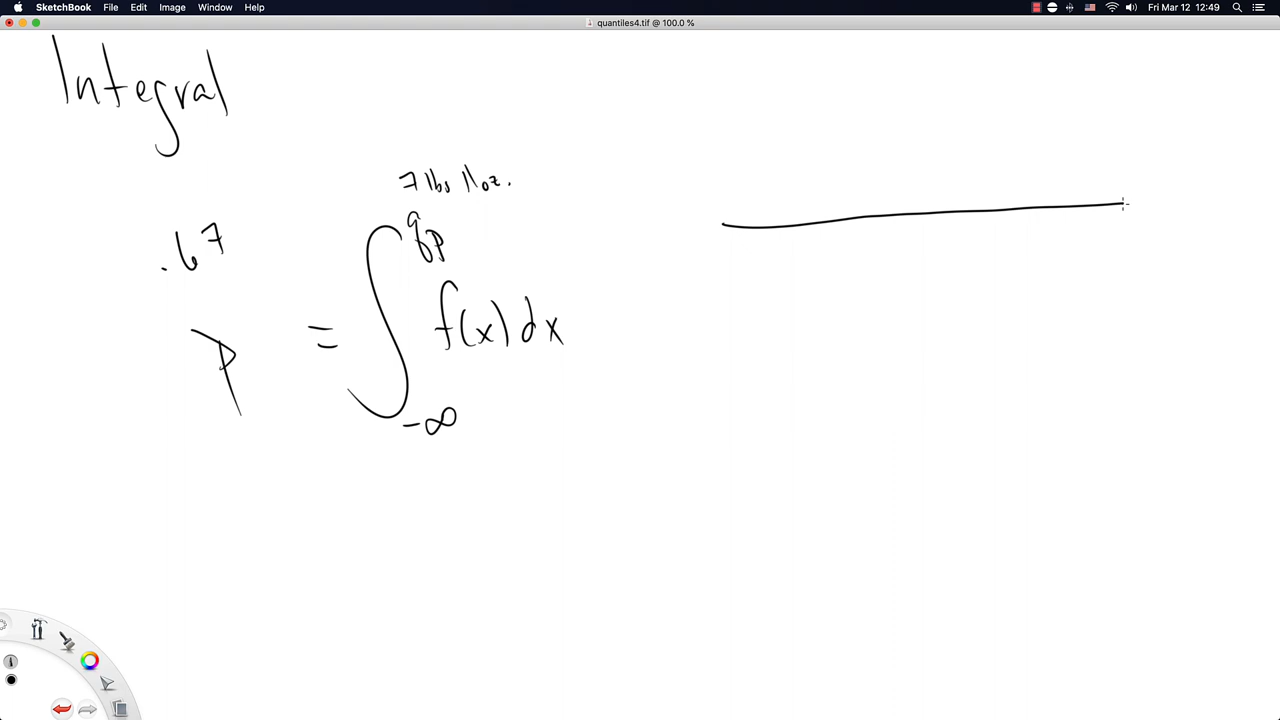 SketchBook File Edit Image Window Help Fri Mar 12 12:49
quantiles4.tif @ 100.0 %
Integral
7 lbs 11 oz.
.67
p = ∫_{-∞}^{q_p} f(x) dx